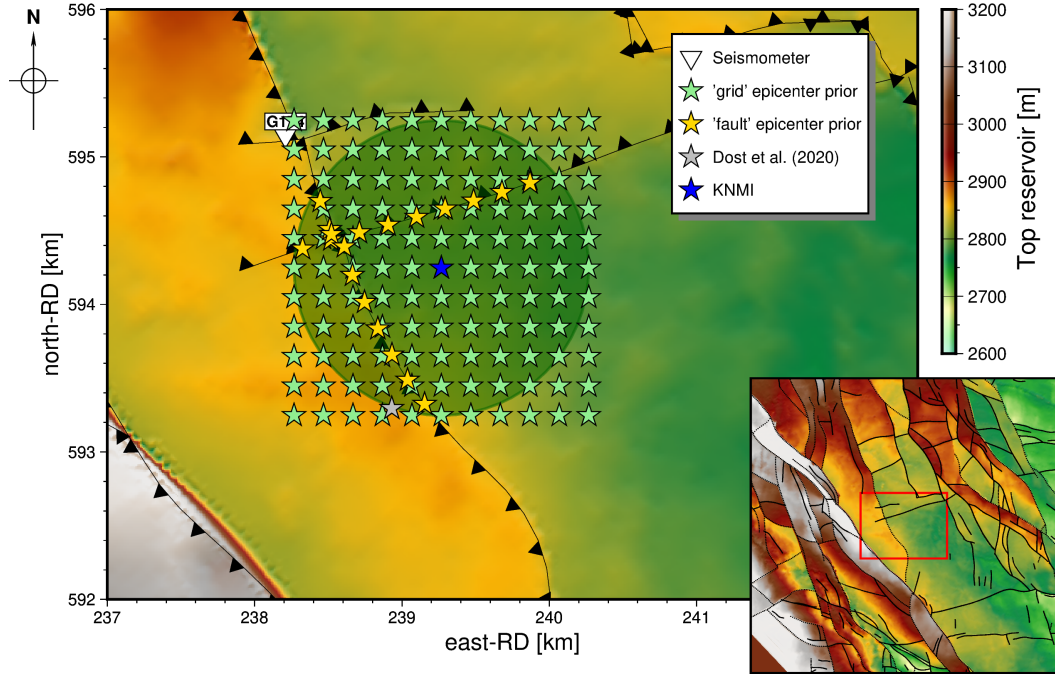 N
596
595
594
593
592
north-RD [km]
237
238
239
240
241
east-RD [km]
Seismometer
'grid' epicenter prior
'fault' epicenter prior
Dost et al. (2020)
KNMI
3200
3100
3000
2900
2800
2700
2600
Top reservoir [m]